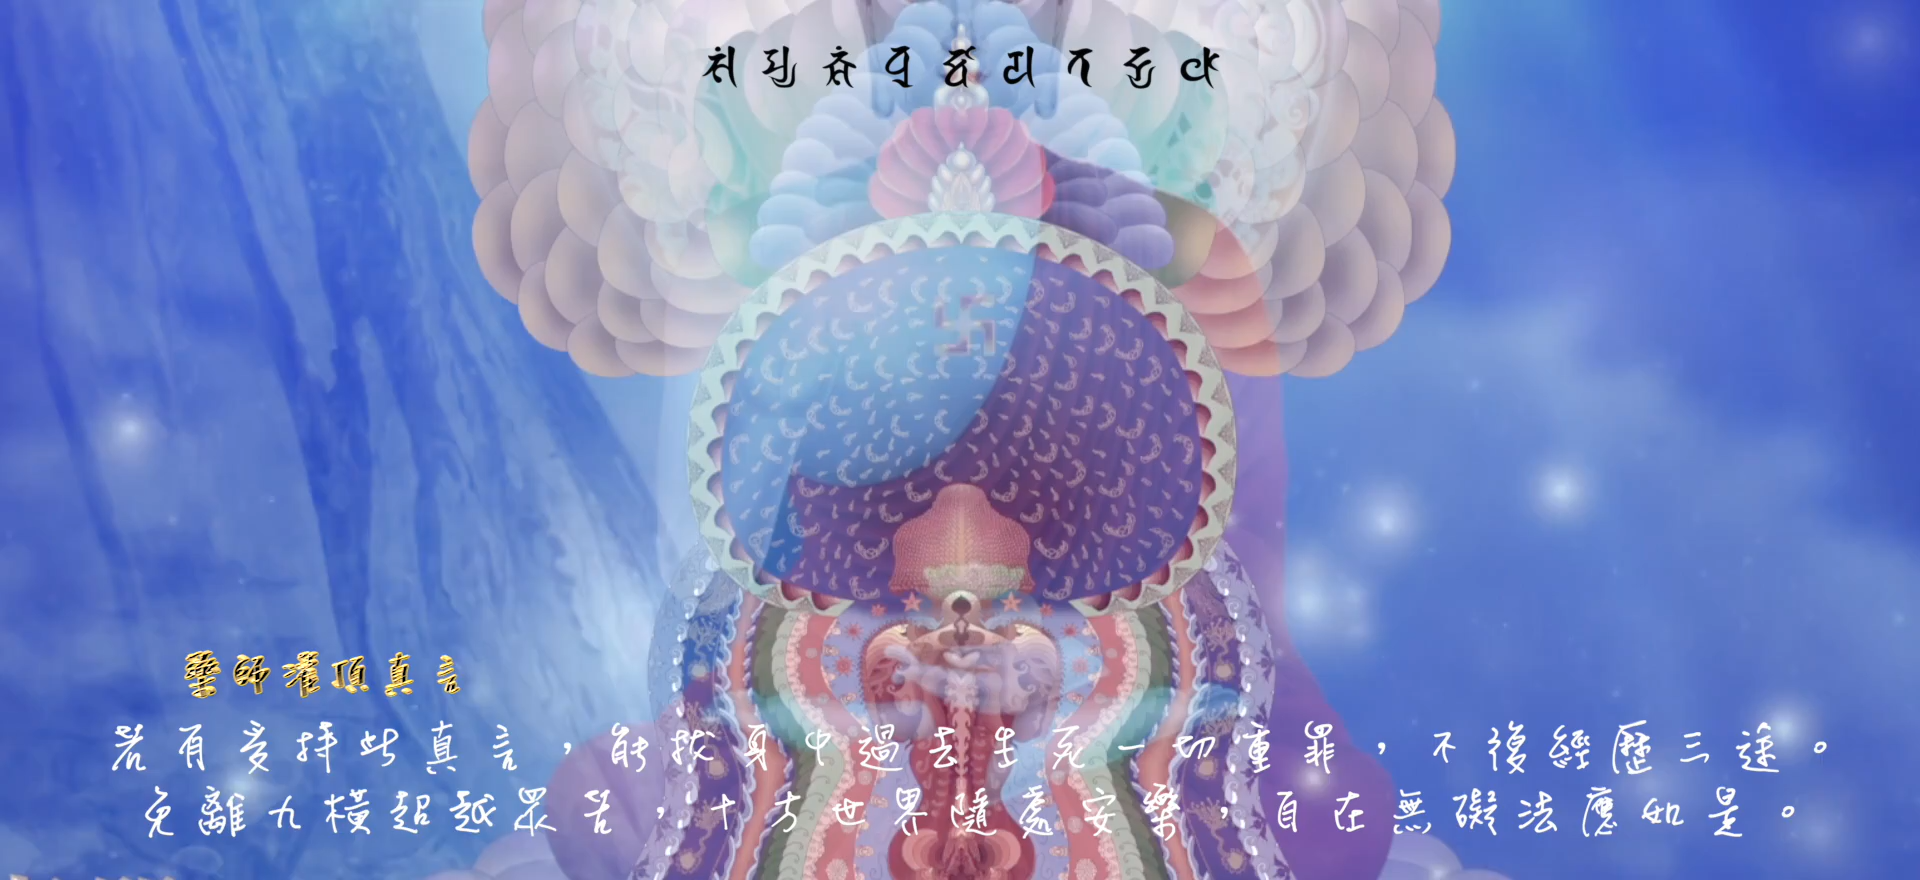 藥師灌頂真言
若有受持此真言，能拔身中過去生死一切重罪，不復經歷三途。
免離九橫超越眾苦，十方世界隨處安樂，自在無礙法應如是。